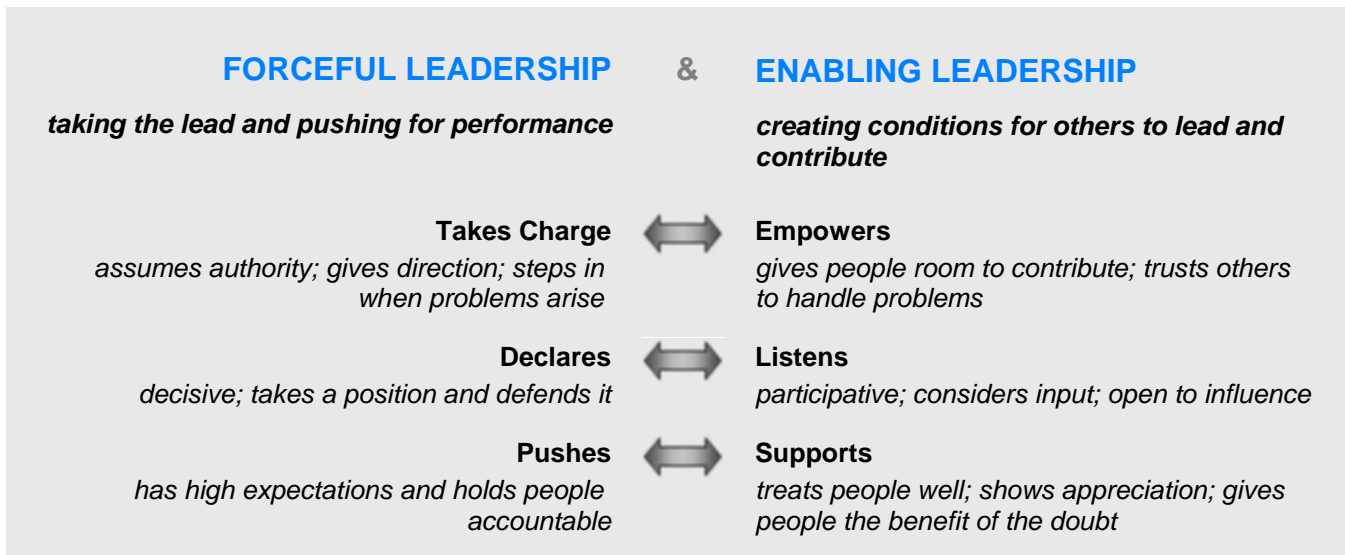 FORCEFUL LEADERSHIP & ENABLING LEADERSHIP
taking the lead and pushing for performance
creating conditions for others to lead and
contribute
Takes Charge
assumes authority; gives direction; steps in
when problems arise
Empowers
gives people room to contribute; trusts others
to handle problems
Declares
decisive; takes a position and defends it
Listens
participative; considers input; open to influence
Pushes
has high expectations and holds people
accountable
Supports
treats people well; shows appreciation; gives
people the benefit of the doubt